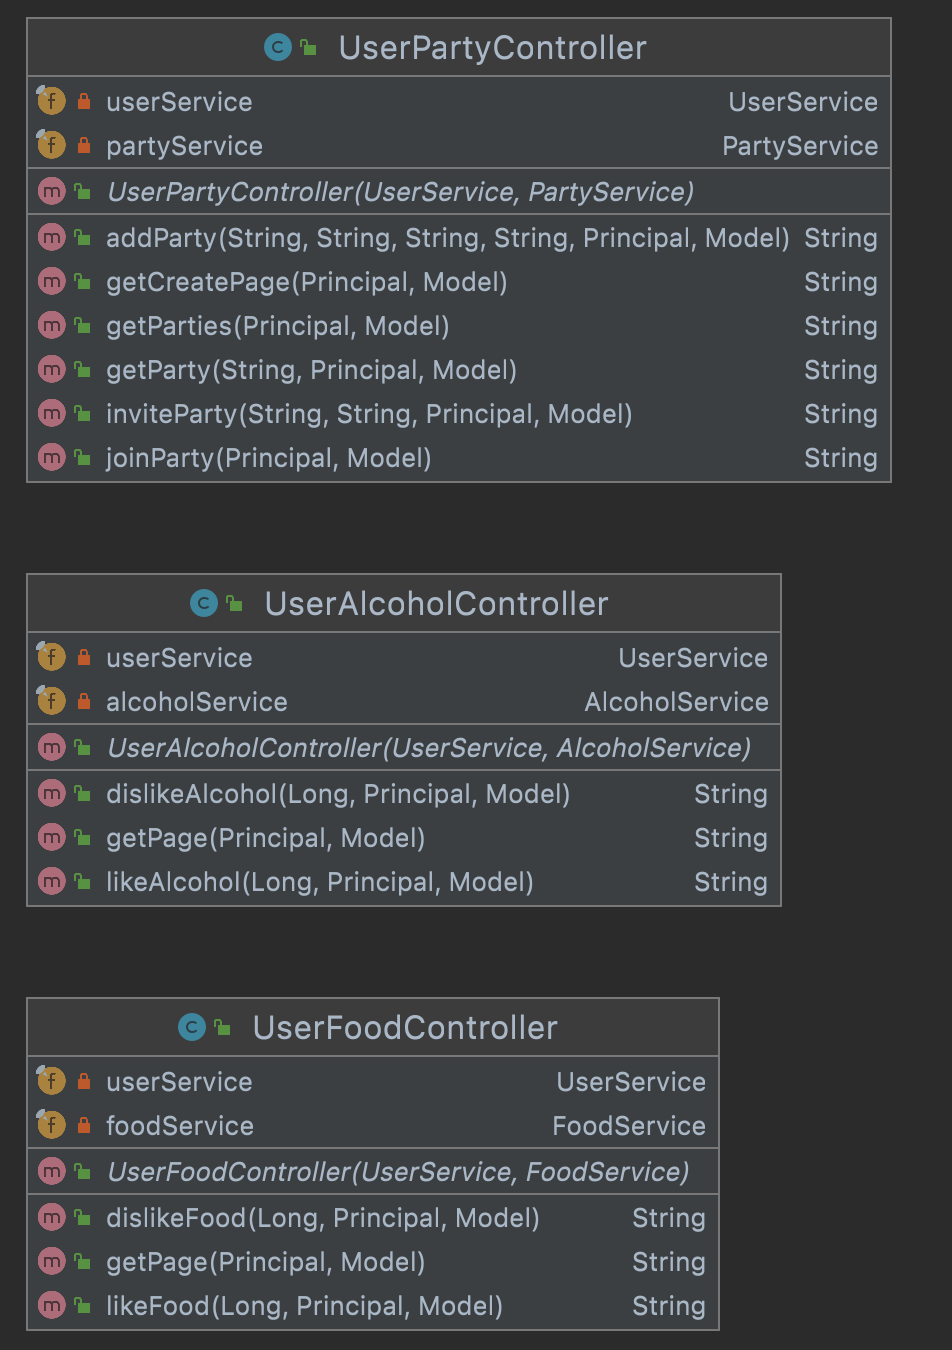 UserPartyController
userService UserService
partyService PartyService
UserPartyController(UserService, PartyService)
addParty(String, String, String, String, Principal, Model) String
getCreatePage(Principal, Model) String
getParties(Principal, Model) String
getParty(String, Principal, Model) String
inviteParty(String, String, Principal, Model) String
joinParty(Principal, Model) String
UserAlcoholController
userService UserService
alcoholService AlcoholService
UserAlcoholController(UserService, AlcoholService)
dislikeAlcohol(Long, Principal, Model) String
getPage(Principal, Model) String
likeAlcohol(Long, Principal, Model) String
UserFoodController
userService UserService
foodService FoodService
UserFoodController(UserService, FoodService)
dislikeFood(Long, Principal, Model) String
getPage(Principal, Model) String
likeFood(Long, Principal, Model) String